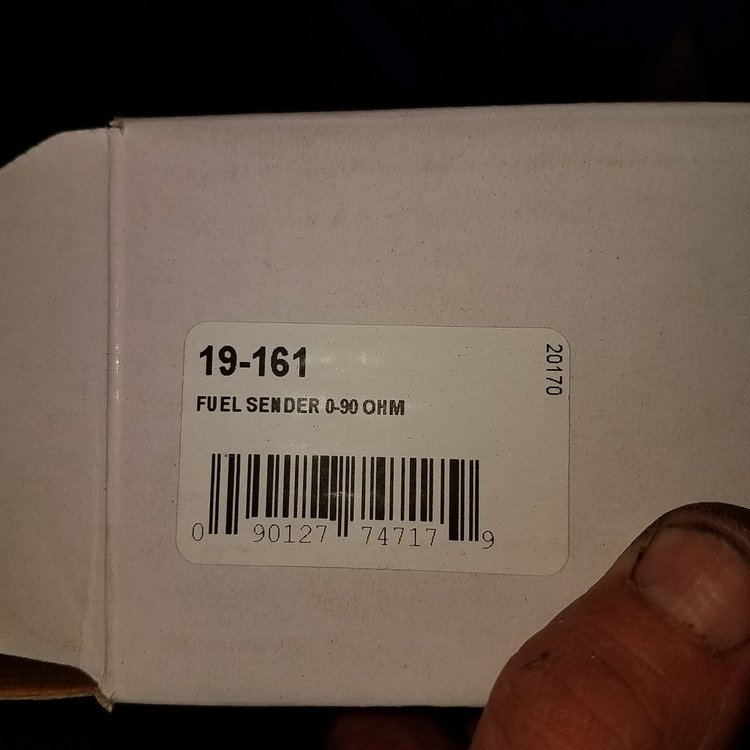 19-161
FUEL SENDER 0-90 OHM
20170
0 90127 74717 9